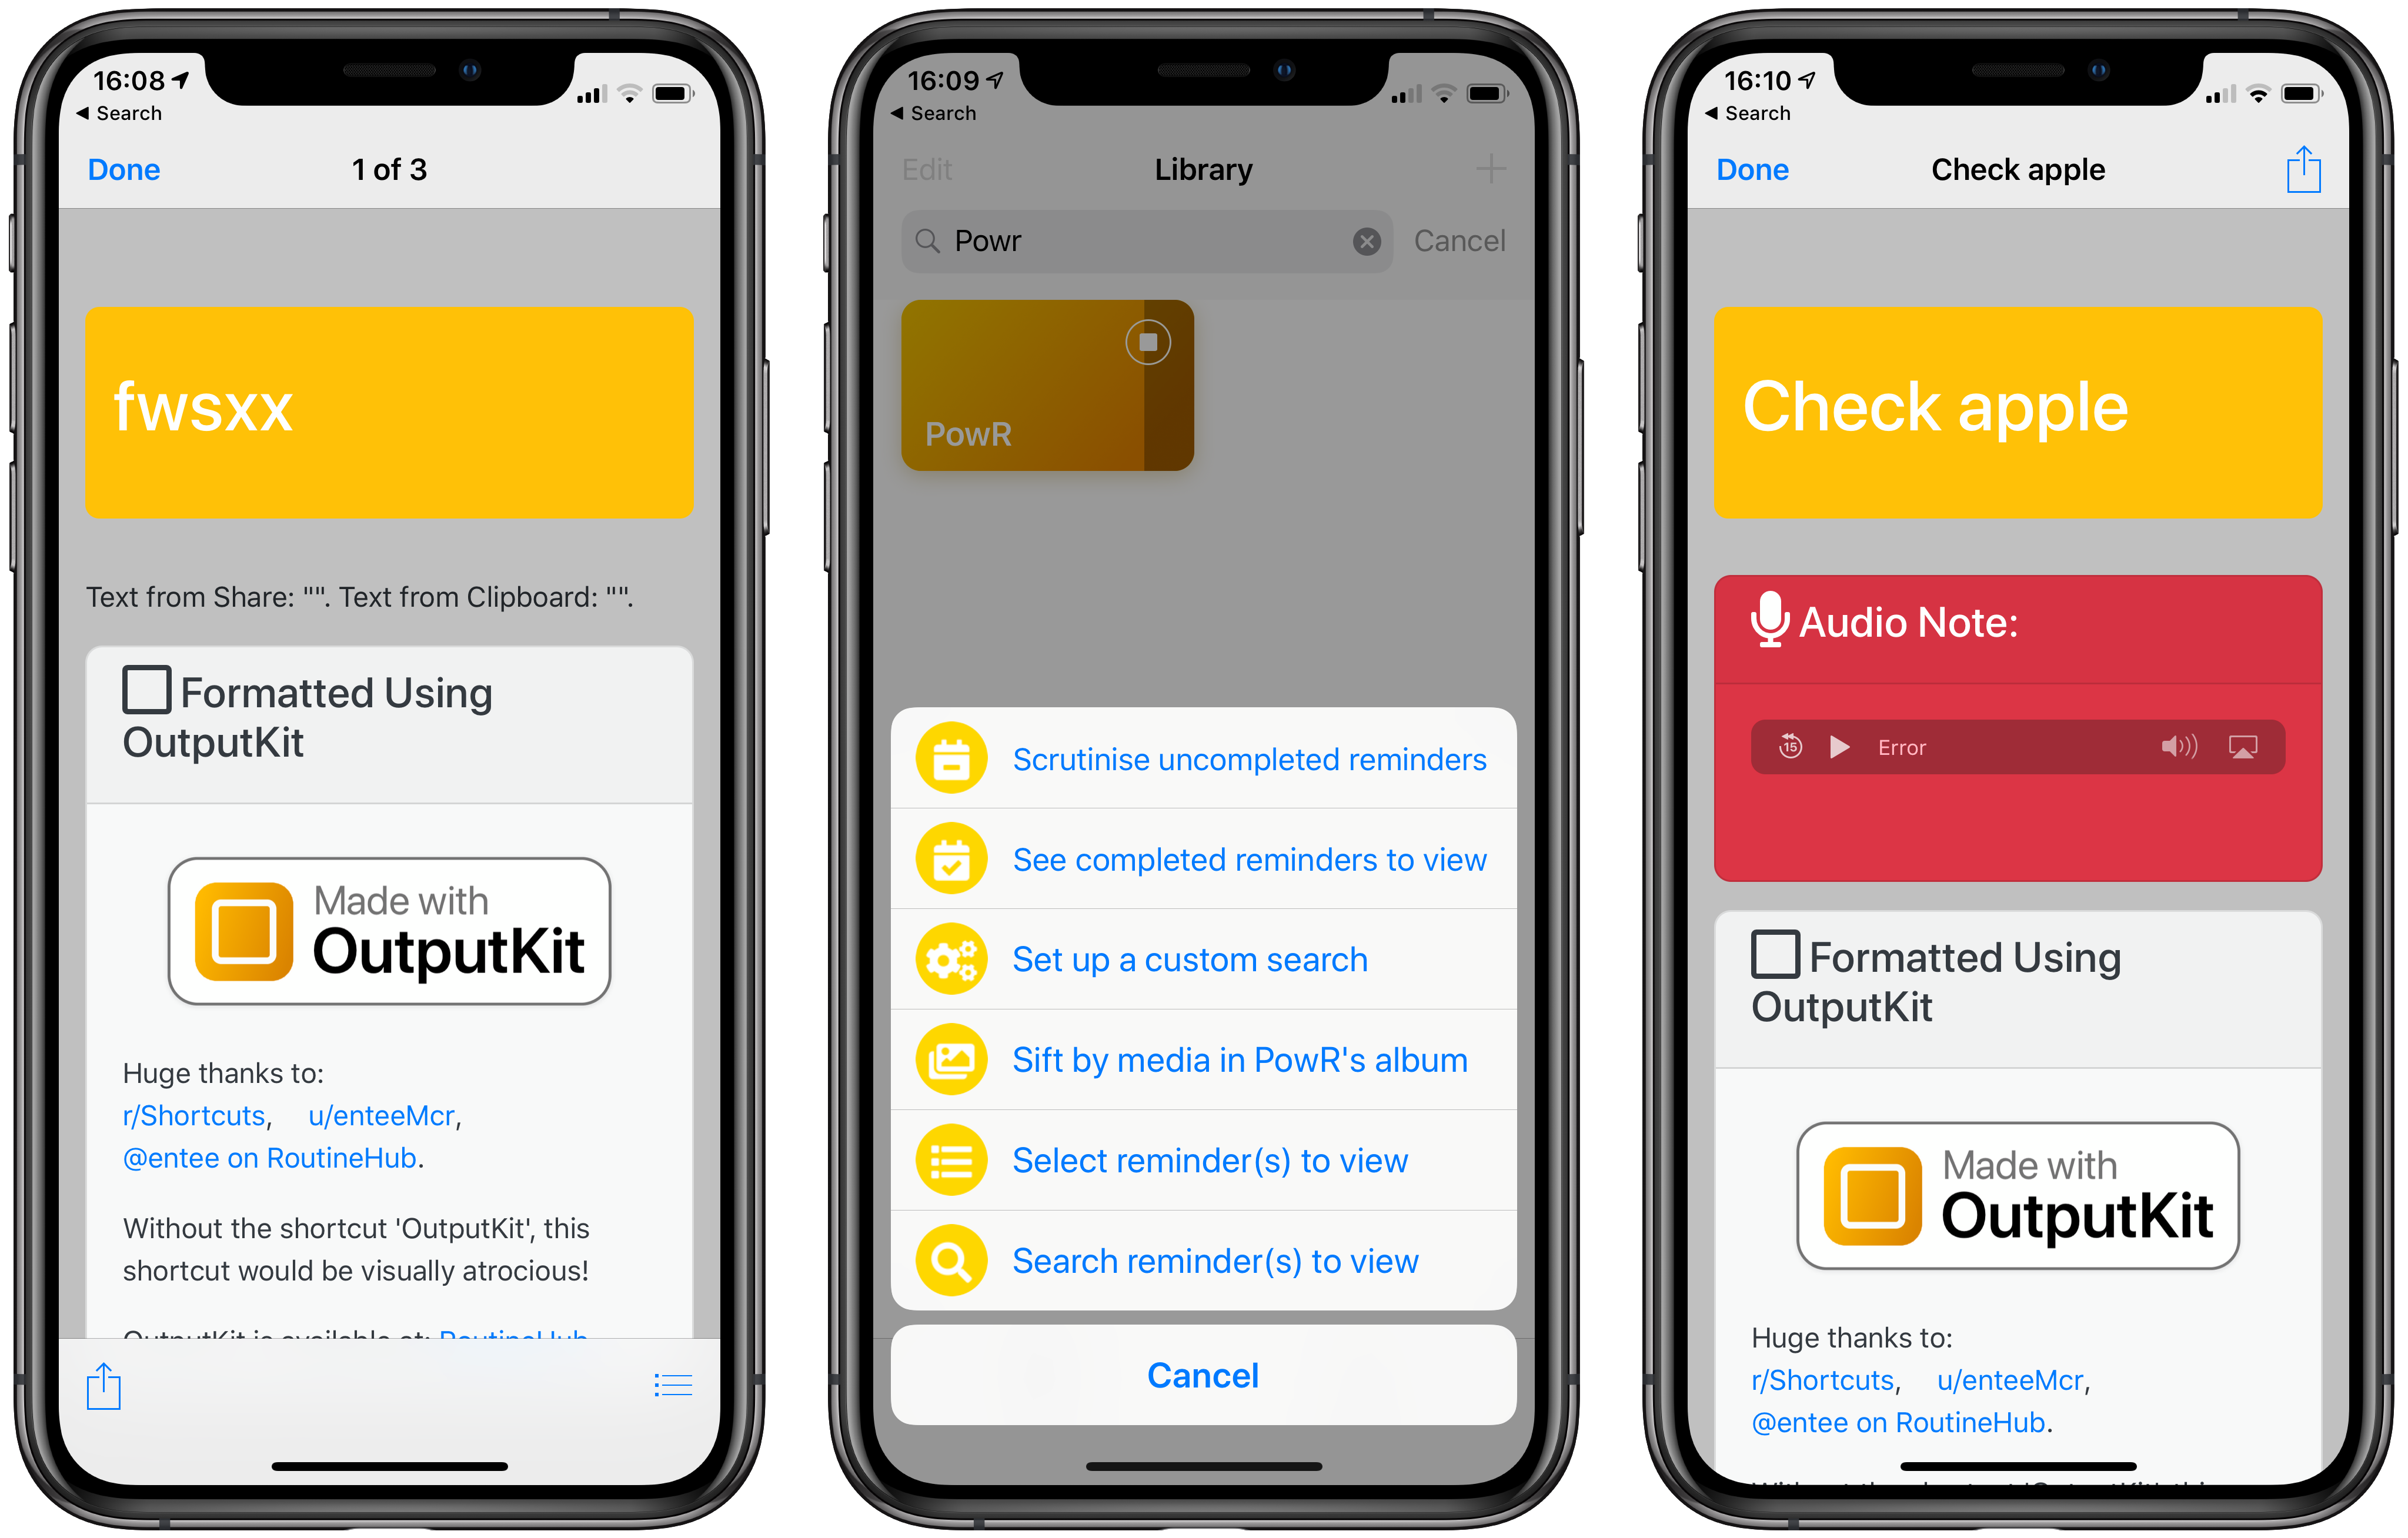 16:08
◀ Search
Done
1 of 3
fwsxx
Text from Share: "". Text from Clipboard: "".
Formatted Using
OutputKit
Made with
OutputKit
Huge thanks to:
r/Shortcuts, u/enteeMcr,
@entee on RoutineHub.
Without the shortcut 'OutputKit', this
shortcut would be visually atrocious!
OutputKit is available at: RoutineHub
16:09
◀ Search
Edit
Library
Powr
Cancel
PowR
Scrutinise uncompleted reminders
See completed reminders to view
Set up a custom search
Sift by media in PowR's album
Select reminder(s) to view
Search reminder(s) to view
Cancel
16:10
◀ Search
Done
Check apple
Check apple
Audio Note:
15
Error
Formatted Using
OutputKit
Made with
OutputKit
Huge thanks to:
r/Shortcuts, u/enteeMcr,
@entee on RoutineHub.